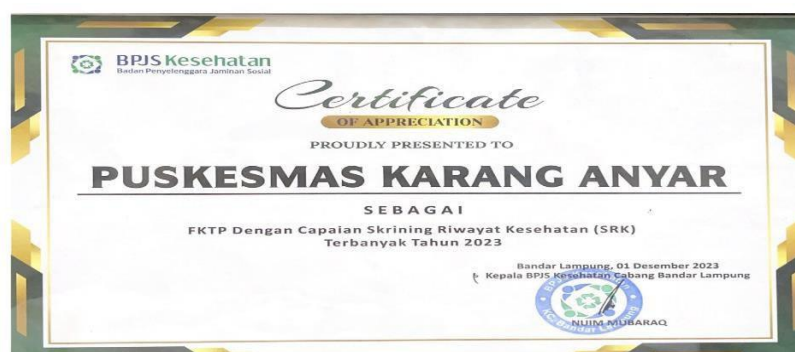 BPJS Kesehatan
Badan Penyelenggara Jaminan Sosial
Certificate
OF APPRECIATION
PROUDLY PRESENTED TO
PUSKESMAS KARANG ANYAR
SEBAGAI
FKTP Dengan Capaian Skrining Riwayat Kesehatan (SRK)
Terbanyak Tahun 2023
Bandar Lampung, 01 Desember 2023
Kepala BPJS Kesehatan Cabang Bandar Lampung
NUIM MUBARAQ